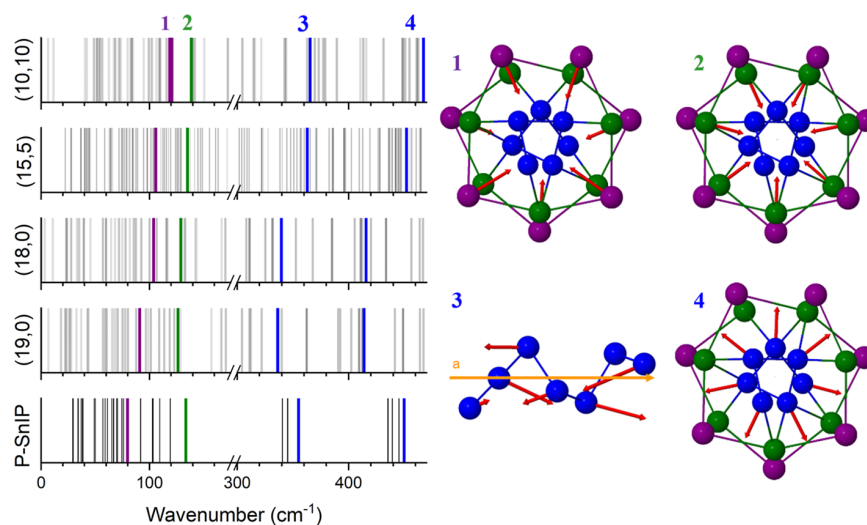 1 2 3 4
(10,10)
(15,5)
(18,0)
(19,0)
P-SnIP
0 100 300 400
Wavenumber (cm⁻¹)
1 2
3 4
a